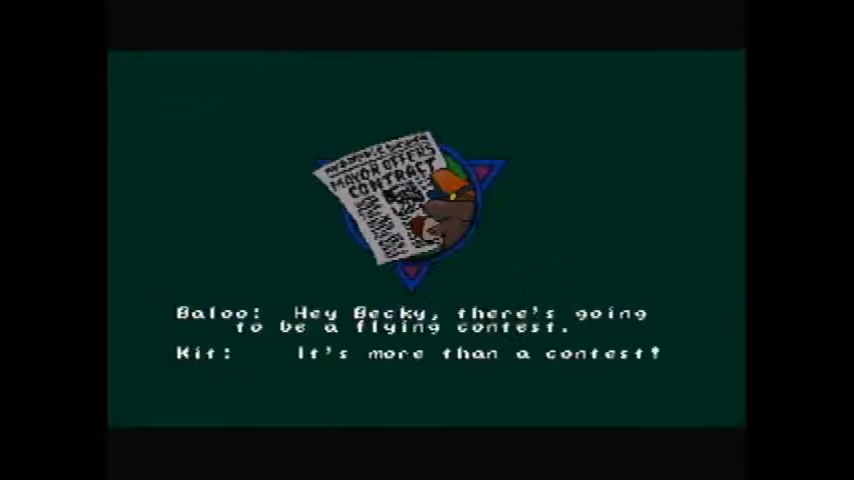 MAYOR OFFERS
CONTRACT
Baloo: Hey Becky, there's going
to be a flying contest.
Kit: It's more than a contest!